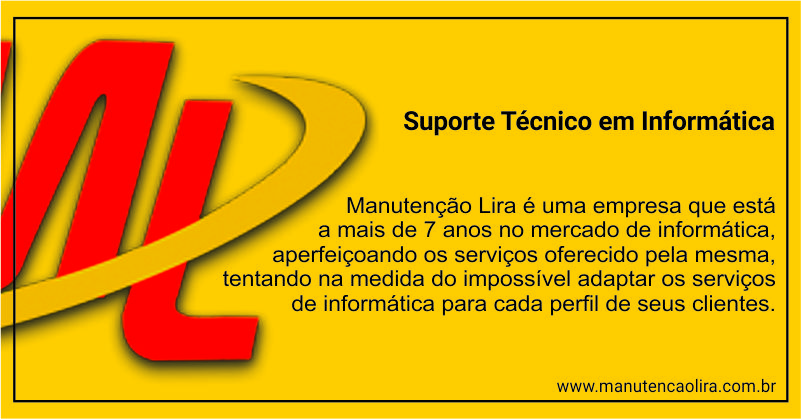 ML
Suporte Técnico em Informática
Manutenção Lira é uma empresa que está
a mais de 7 anos no mercado de informática,
aperfeiçoando os serviços oferecido pela mesma,
tentando na medida do impossível adaptar os serviços
de informática para cada perfil de seus clientes.
www.manutencaolira.com.br